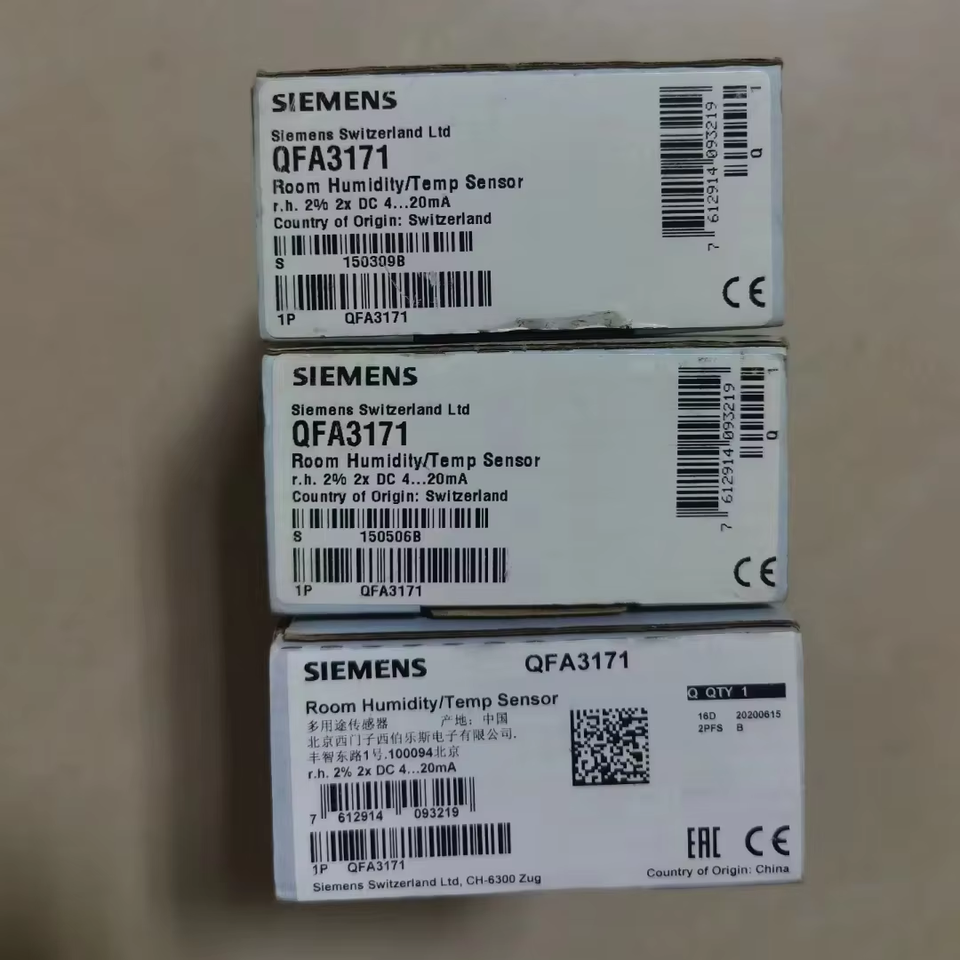 SIEMENS
Siemens Switzerland Ltd
QFA3171
Room Humidity/Temp Sensor
r.h. 2% 2x DC 4...20mA
Country of Origin: Switzerland
S 150309B
1P QFA3171
7 612914 093219
Q 1
CE
SIEMENS
Siemens Switzerland Ltd
QFA3171
Room Humidity/Temp Sensor
r.h. 2% 2x DC 4...20mA
Country of Origin: Switzerland
S 150506B
1P QFA3171
7 612914 093219
Q 1
CE
SIEMENS QFA3171
Room Humidity/Temp Sensor
多用途传感器 产地: 中国
北京西门子西伯乐斯电子有限公司.
丰智东路1号.100094北京
r.h. 2% 2x DC 4...20mA
7 612914 093219
1P QFA3171
Siemens Switzerland Ltd, CH-6300 Zug
Q QTY 1
16D 20200615
2PFS B
EAC CE
Country of Origin: China